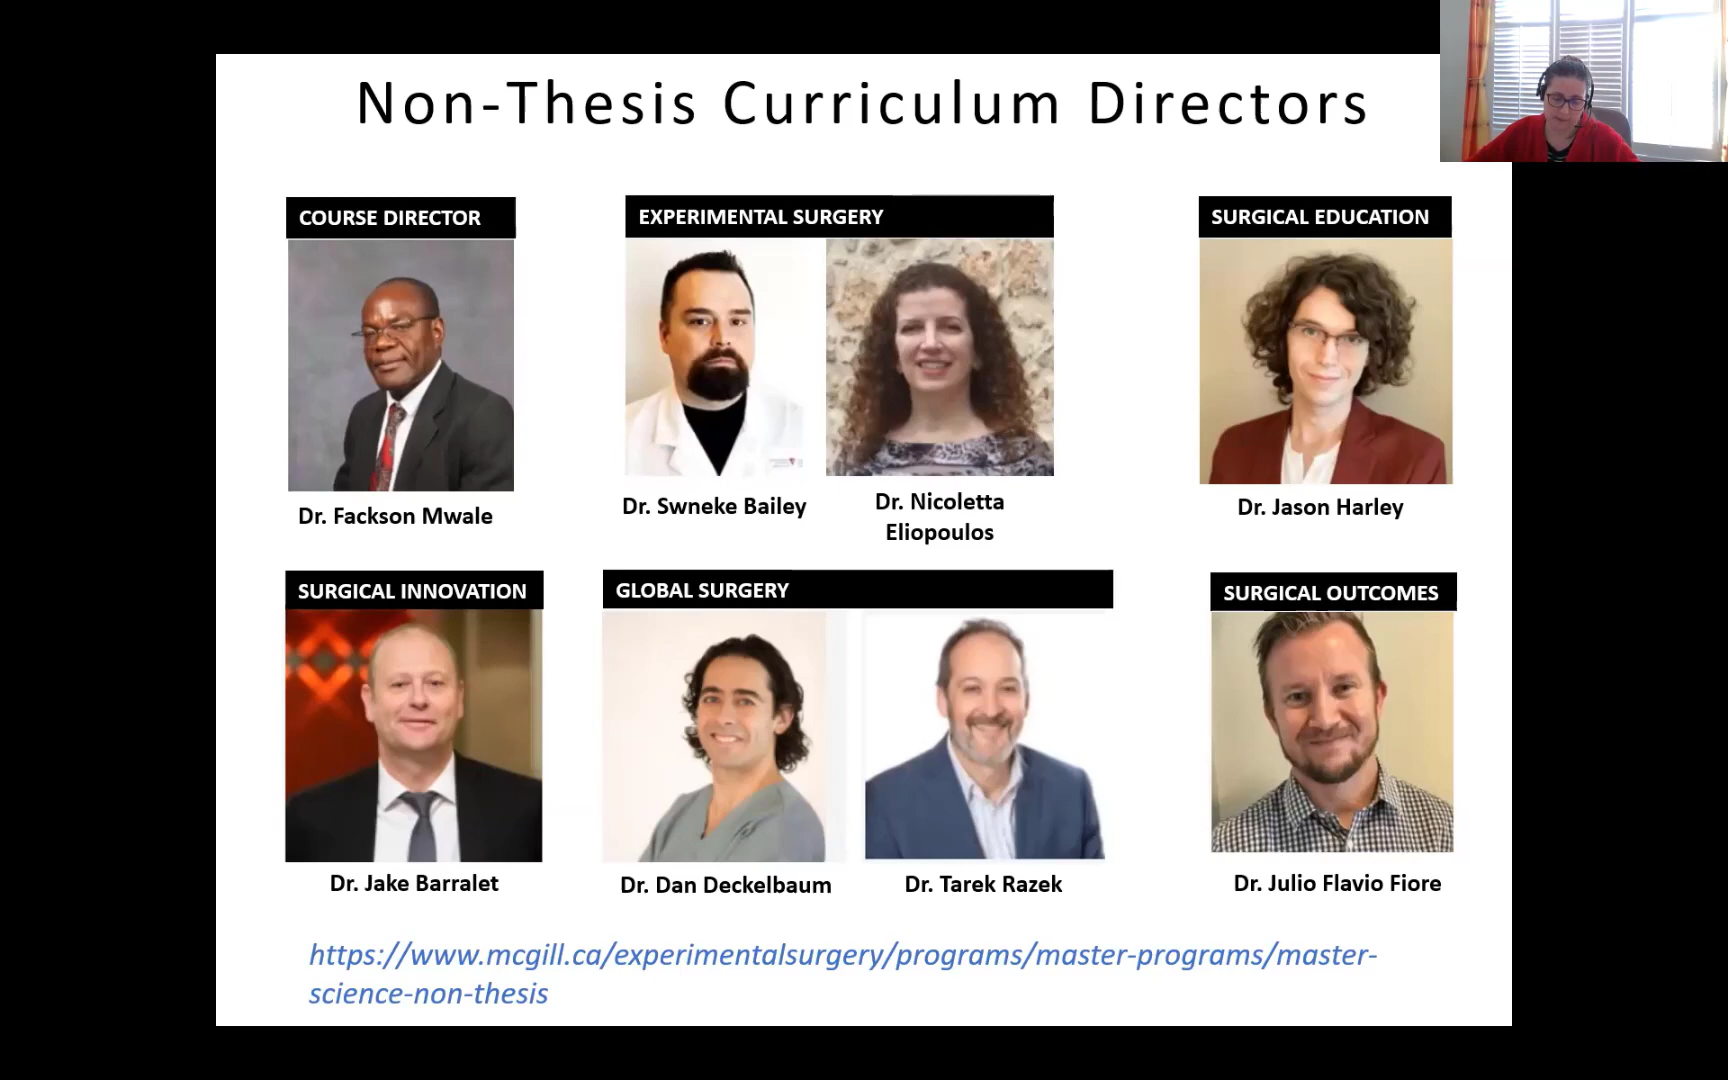 Non-Thesis Curriculum Directors
COURSE DIRECTOR
EXPERIMENTAL SURGERY
SURGICAL EDUCATION
Dr. Fackson Mwale
Dr. Swneke Bailey
Dr. Nicoletta
Eliopoulos
Dr. Jason Harley
SURGICAL INNOVATION
GLOBAL SURGERY
SURGICAL OUTCOMES
Dr. Jake Barralet
Dr. Dan Deckelbaum
Dr. Tarek Razek
Dr. Julio Flavio Fiore
https://www.mcgill.ca/experimentalsurgery/programs/master-programs/master-
science-non-thesis